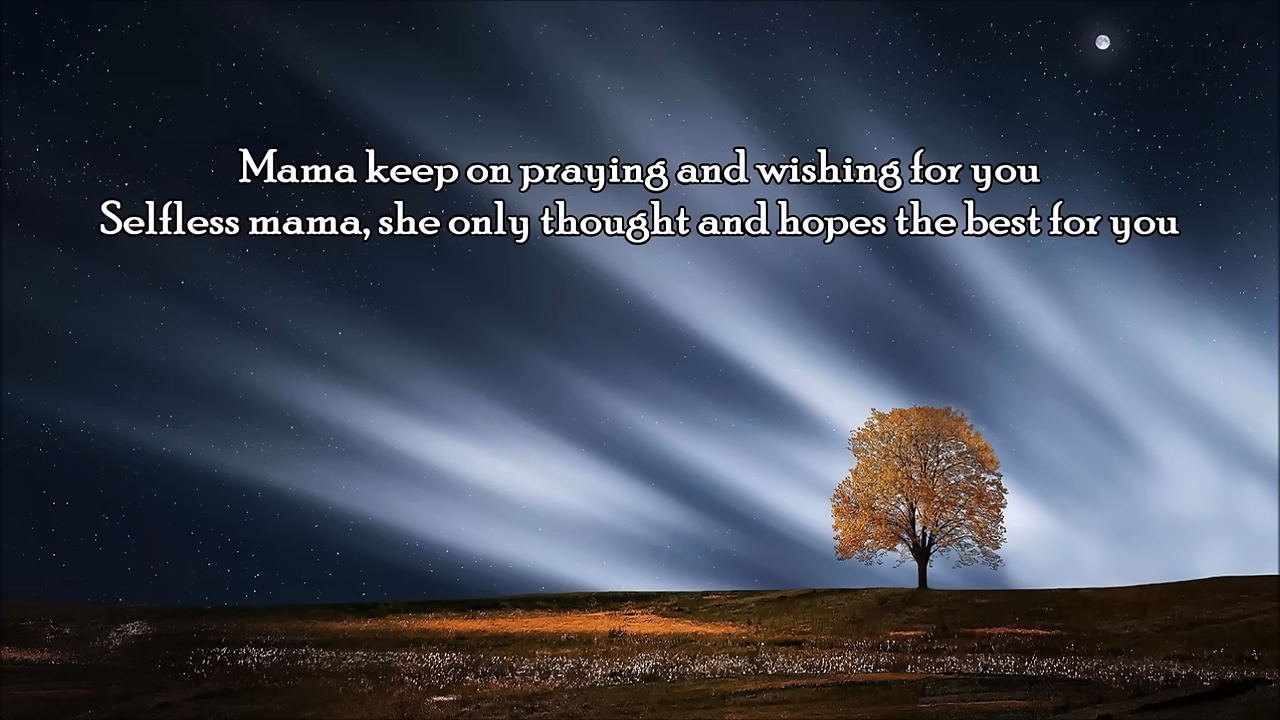 Mama keep on praying and wishing for you
Selfless mama, she only thought and hopes the best for you